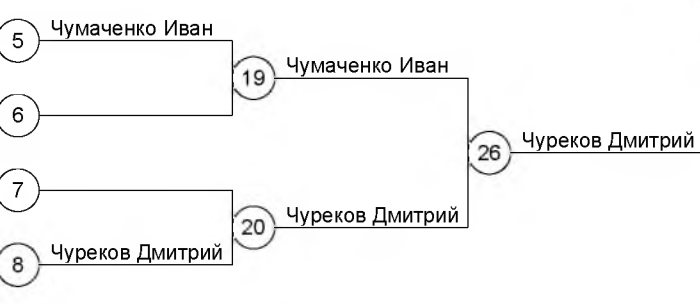 5 Чумаченко Иван
19 Чумаченко Иван
6
26 Чуреков Дмитрий
7
20 Чуреков Дмитрий
8 Чуреков Дмитрий